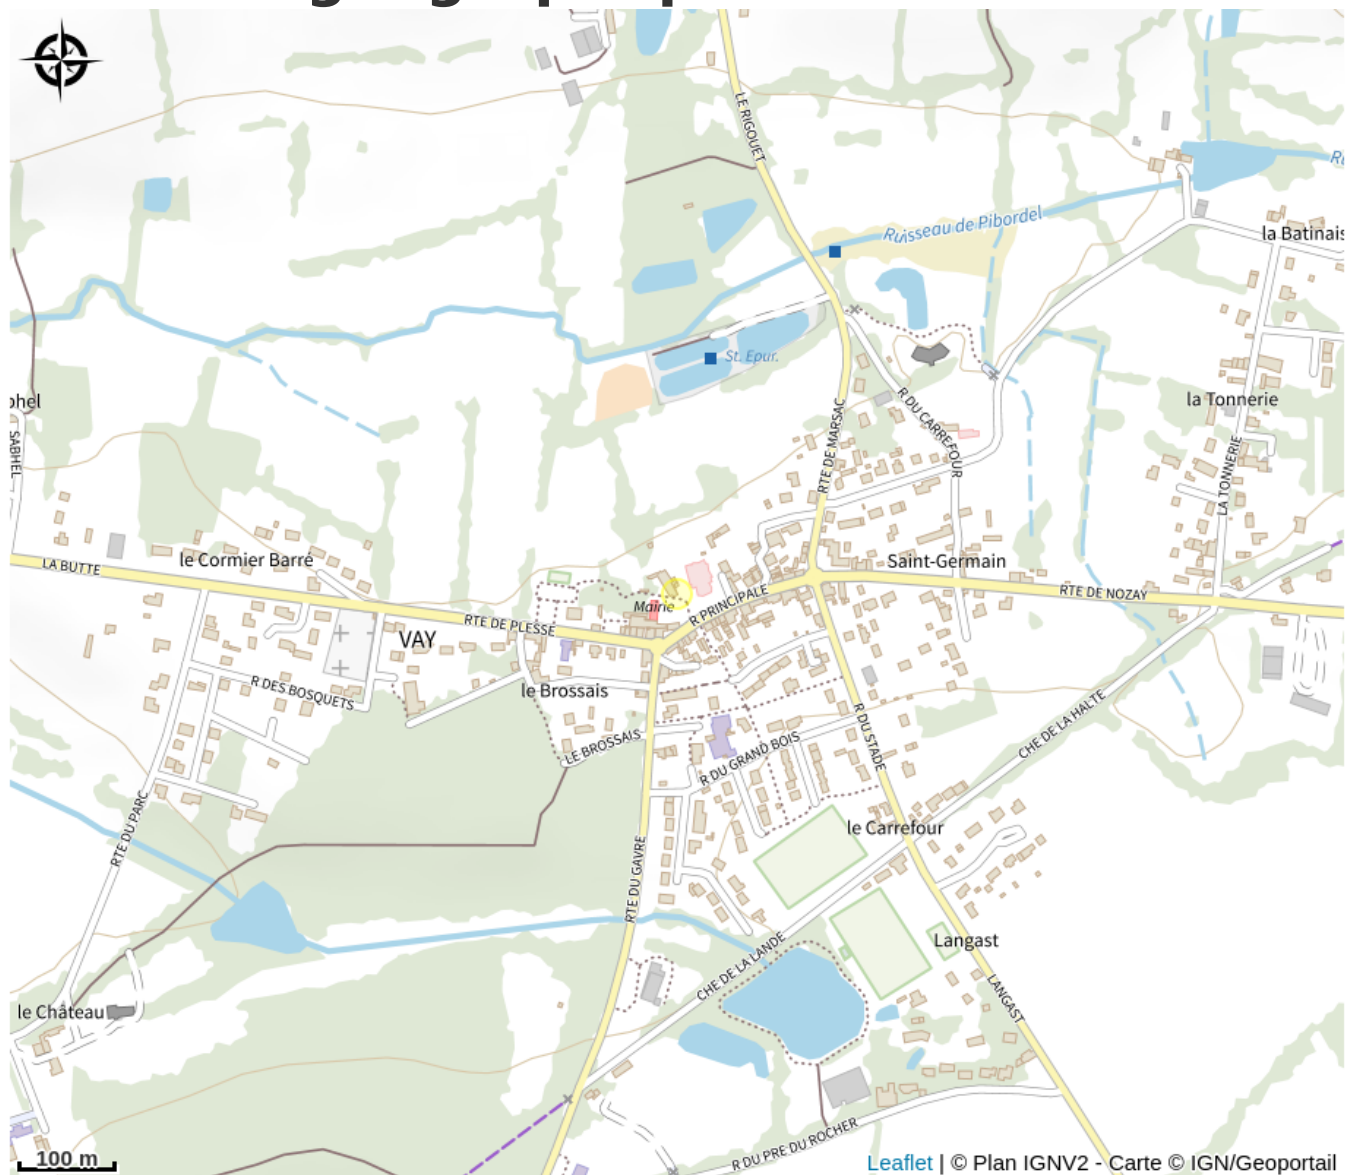 LE RIGOUET
Ruisseau de Pibordel
la Batinais
St. Epur.
phel
SABHEL
R DU CARREFOUR
RTE DE MARSAC
la Tonnerie
LA TONNERIE
LA BUTTE
le Cormier Barré
Saint-Germain
RTE DE NOZAY
Mairie
R PRINCIPALE
RTE DE PLESSE
VAY
R DES BOSQUETS
le Brossais
LE BROSSAIS
R DU GRAND BOIS
R DU STADE
CHE DE LA HALTE
RTE DU PARC
le Carrefour
RTE DU GAVRE
Langast
CHE DE LA LANDE
LANGAST
le Château
R DU PRE DU ROCHER
100 m
Leaflet | © Plan IGNV2 - Carte © IGN/Geoportail